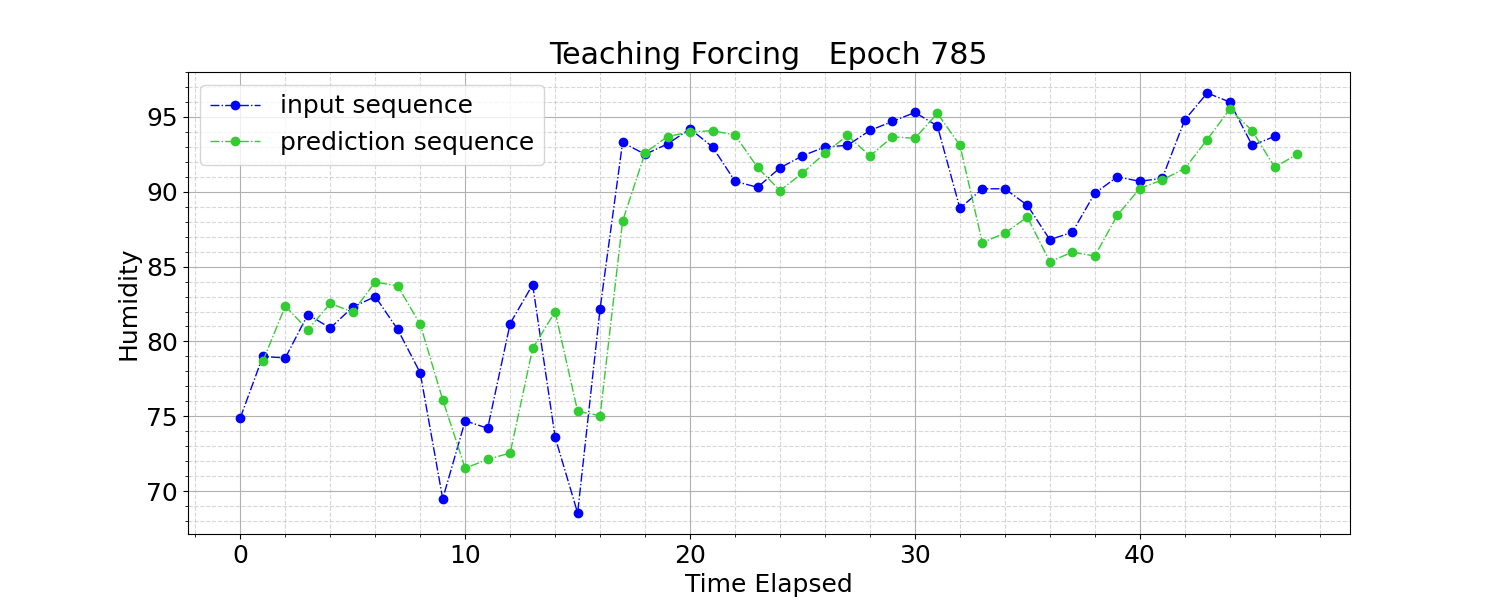 Teaching Forcing   Epoch 785
input sequence
prediction sequence
Humidity
95
90
85
80
75
70
0 10 20 30 40
Time Elapsed